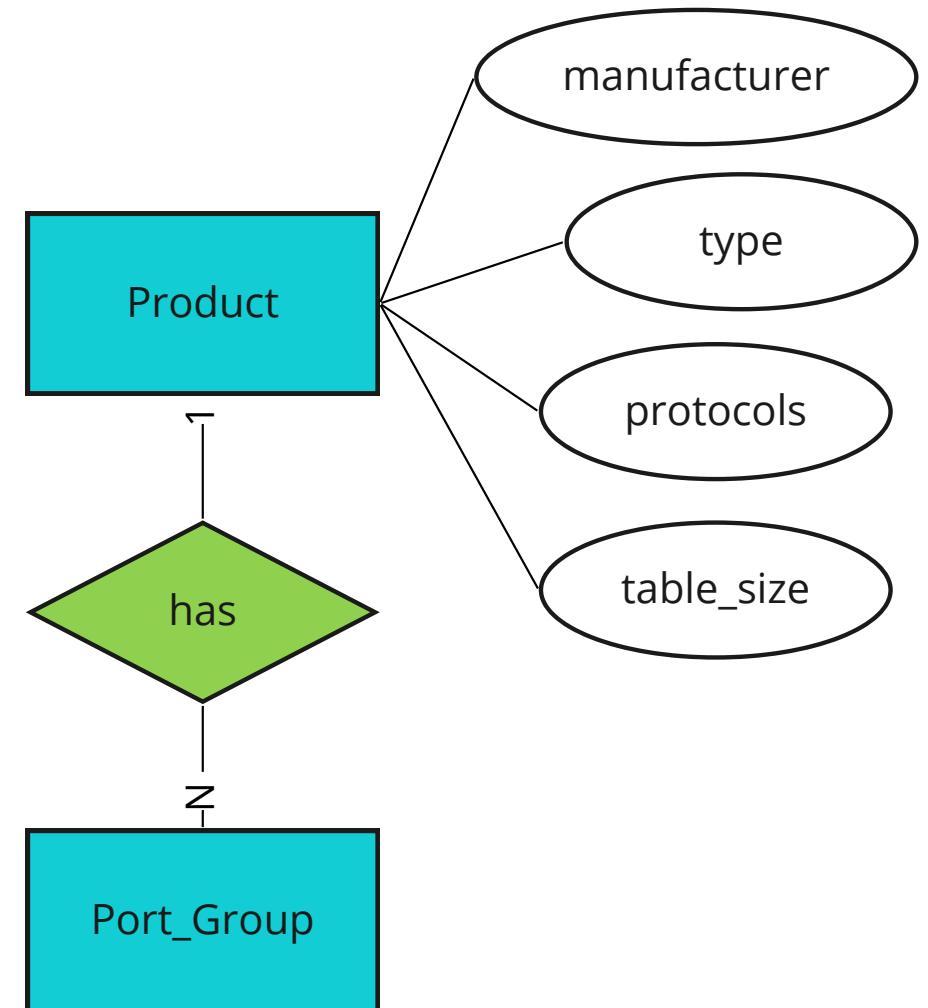 manufacturer
type
Product
protocols
1
table_size
has
N
Port_Group